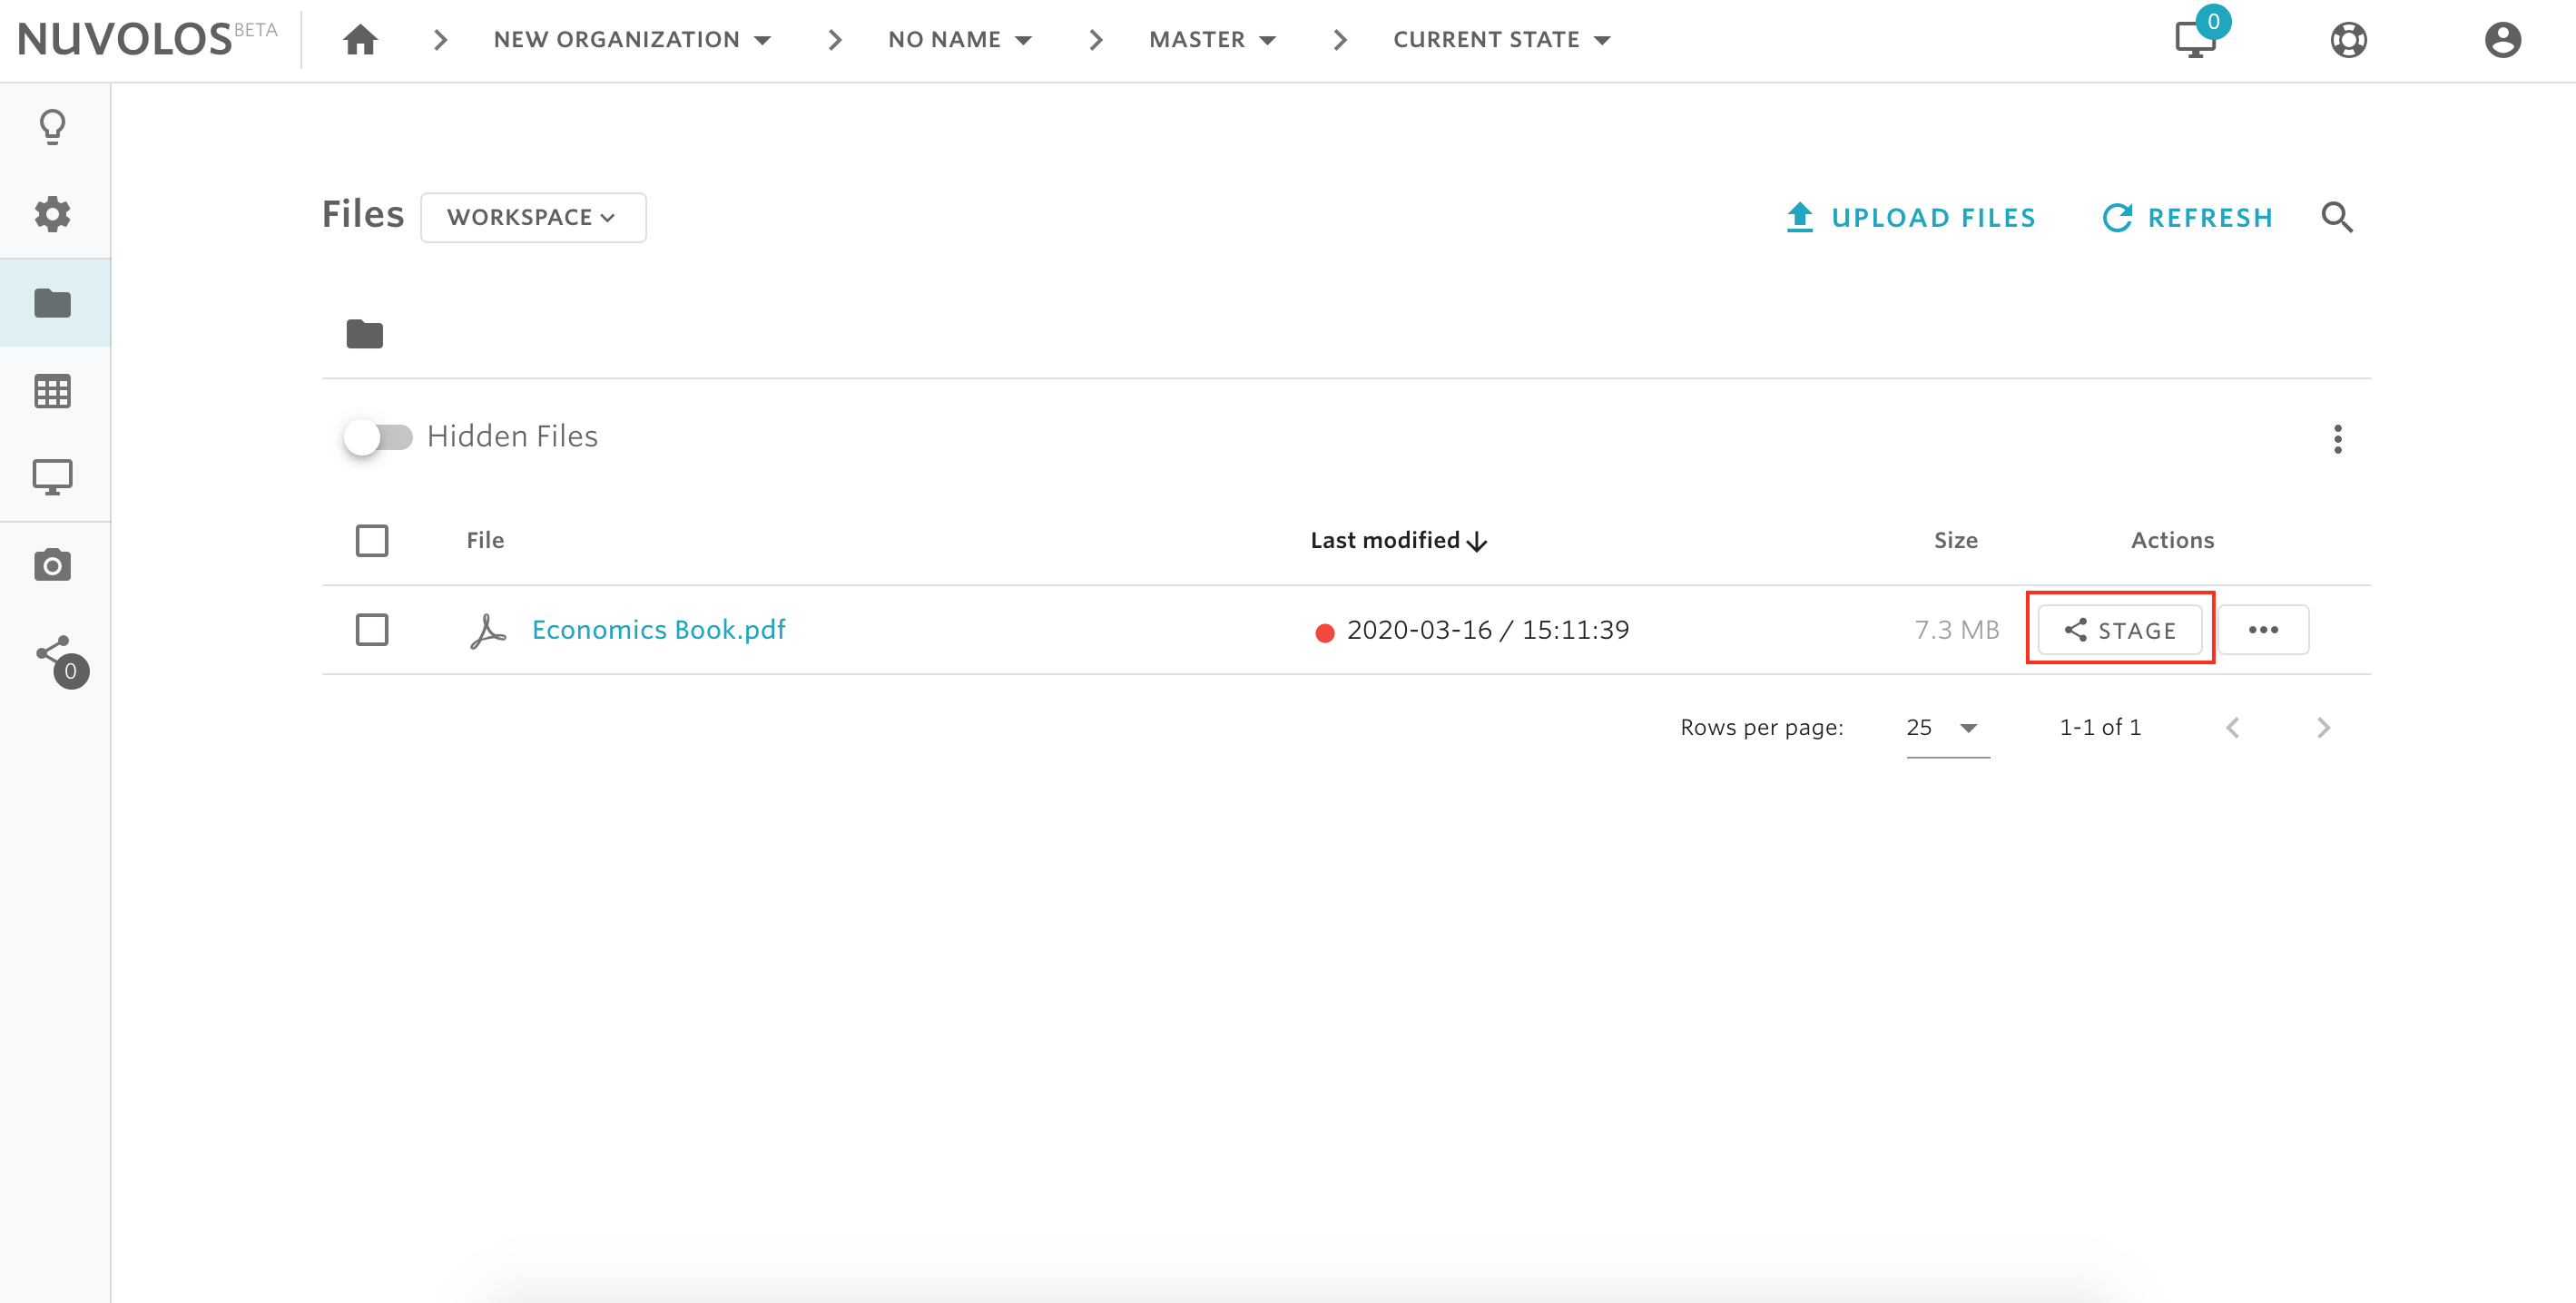 NUVOLOS BETA NEW ORGANIZATION NO NAME MASTER CURRENT STATE 0
Files WORKSPACE UPLOAD FILES REFRESH
Hidden Files
File Last modified Size Actions
Economics Book.pdf 2020-03-16 / 15:11:39 7.3 MB STAGE
0
Rows per page: 25 1-1 of 1